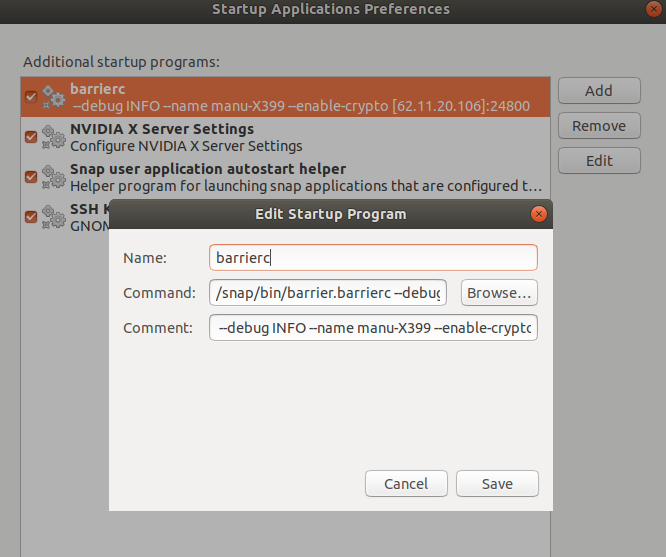 Startup Applications Preferences
Additional startup programs:
barrierc
--debug INFO --name manu-X399 --enable-crypto [62.11.20.106]:24800
Add
NVIDIA X Server Settings
Configure NVIDIA X Server Settings
Remove
Edit
Snap user application autostart helper
Helper program for launching snap applications that are configured t...
SSH K
GNOM
Edit Startup Program
Name:
barrierc
Command:
/snap/bin/barrier.barrierc --debug
Browse...
Comment:
--debug INFO --name manu-X399 --enable-crypto
Cancel
Save